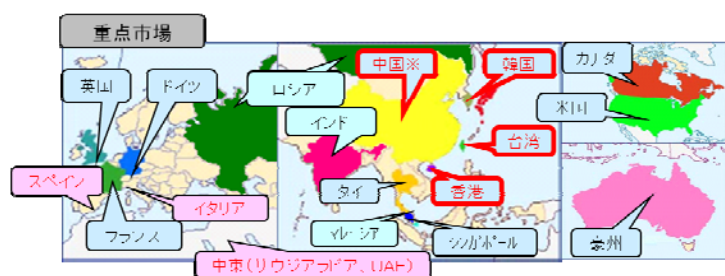 重点市場
英国
ドイツ
ロシア
中国※
韓国
カナダ
米国
インド
台湾
スペイン
イタリア
タイ
香港
フランス
マレーシア
シンガポール
豪州
中東(サウジアラビア、UAE)